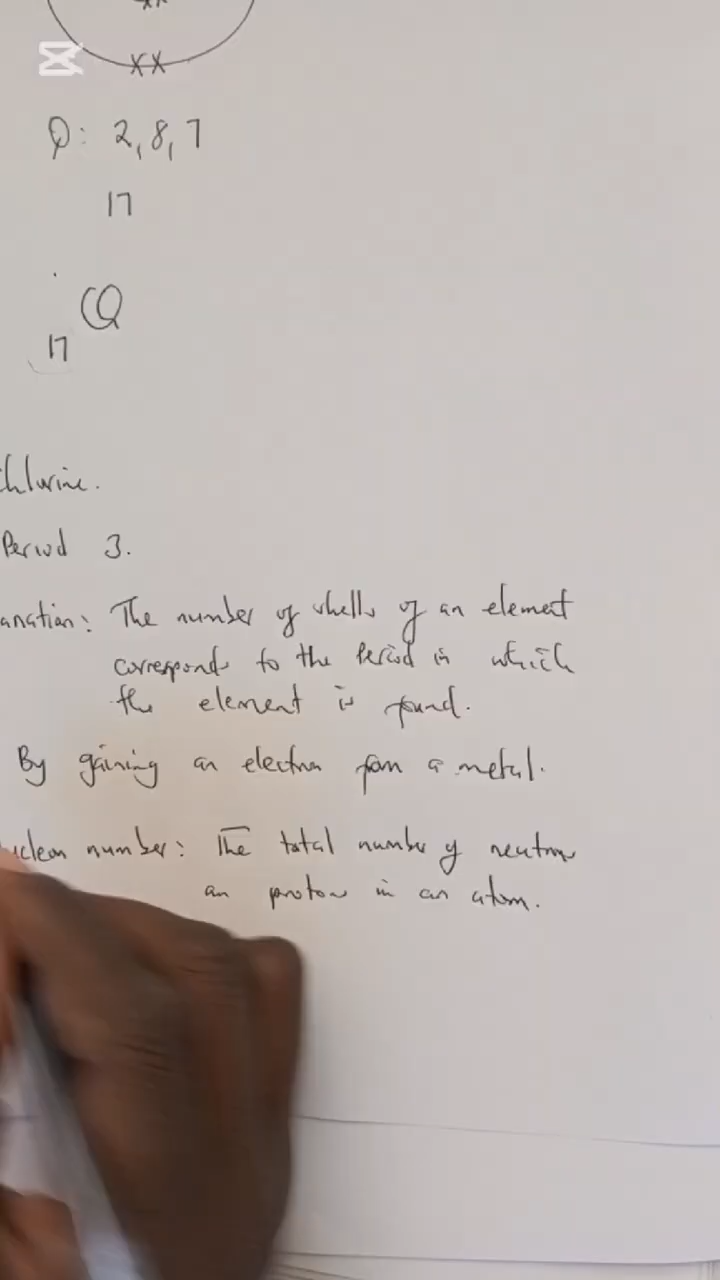 XX
XX
Q: 2,8,7
17
Q
17
hlorine.
Period 3.
anation: The number of shells of an element
corresponds to the Period in which
the element is found.
By gaining an electron from a metal.
ucleon number: The total number of neutrons
an protons in an atom.